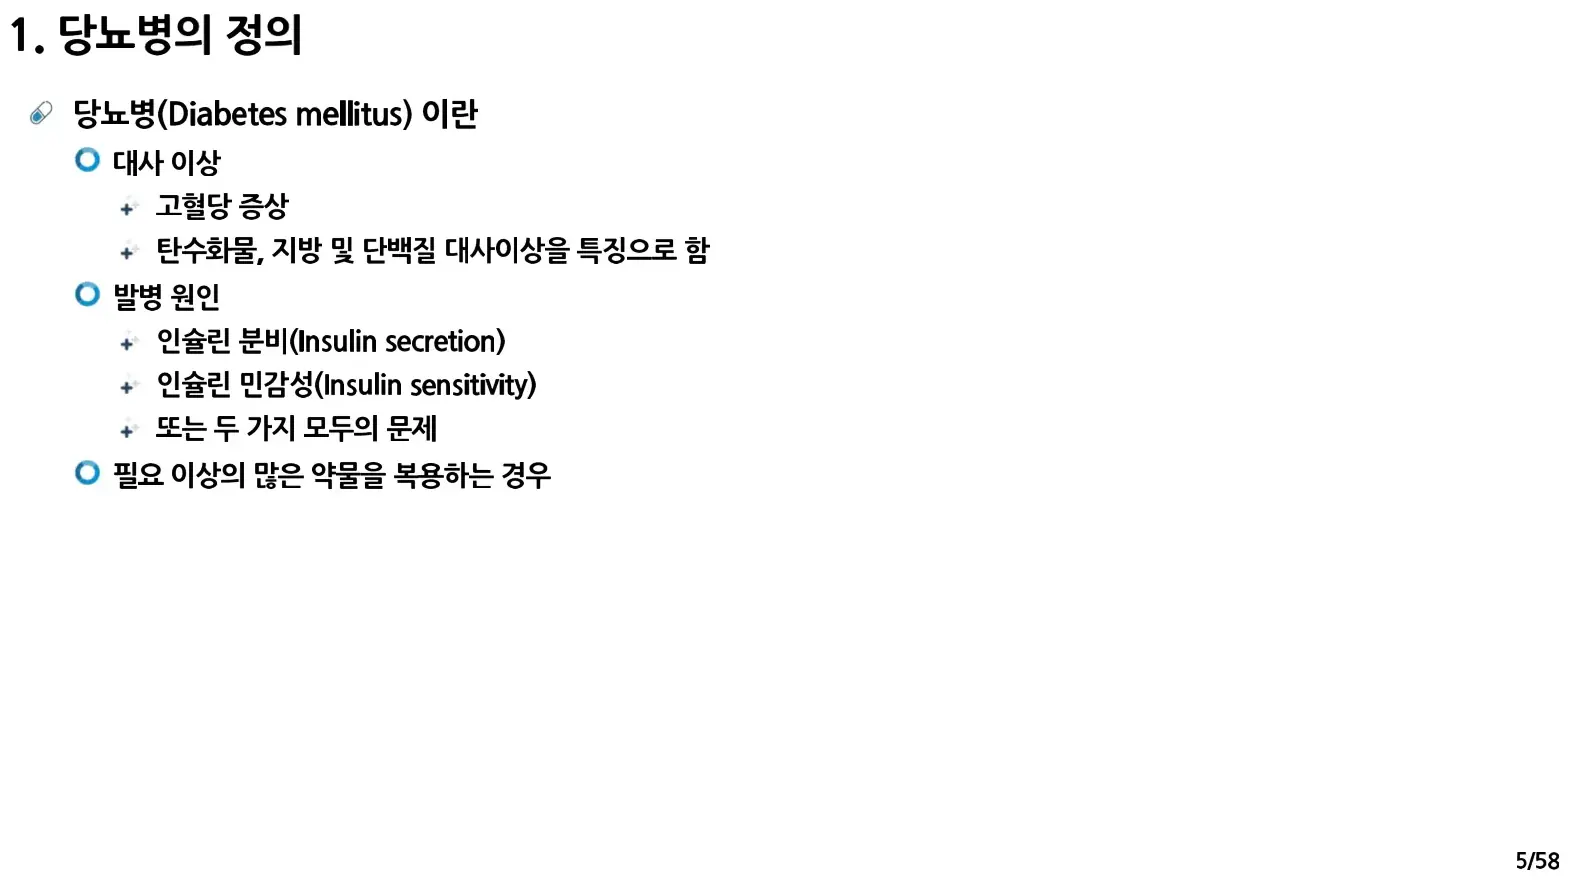 1. 당뇨병의 정의
당뇨병(Diabetes mellitus) 이란
대사 이상
고혈당 증상
탄수화물, 지방 및 단백질 대사이상을 특징으로 함
발병 원인
인슐린 분비(Insulin secretion)
인슐린 민감성(Insulin sensitivity)
또는 두 가지 모두의 문제
필요 이상의 많은 약물을 복용하는 경우
5/58